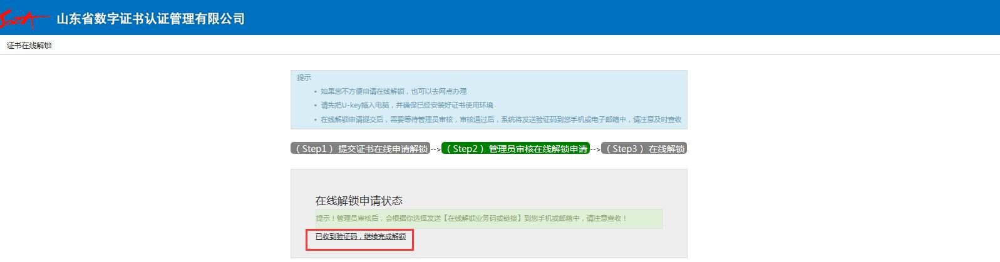 SDCA 山东省数字证书认证管理有限公司
证书在线解锁
提示
• 如果您不方便申请在线解锁，也可以去网点办理
• 请先把U-key插入电脑，并确保已经安装好证书使用环境
• 在线解锁申请提交后，需要等待管理员审核，审核通过后，系统将发送验证码到您手机或电子邮箱中，请注意及时查收
（Step1） 提交证书在线申请解锁-->（Step2） 管理员审核在线解锁申请-->（Step3） 在线解锁
在线解锁申请状态
提示！管理员审核后，会根据你选择发送【在线解锁业务码或链接】到您手机或邮箱中，请注意查收！
已收到验证码，继续完成解锁